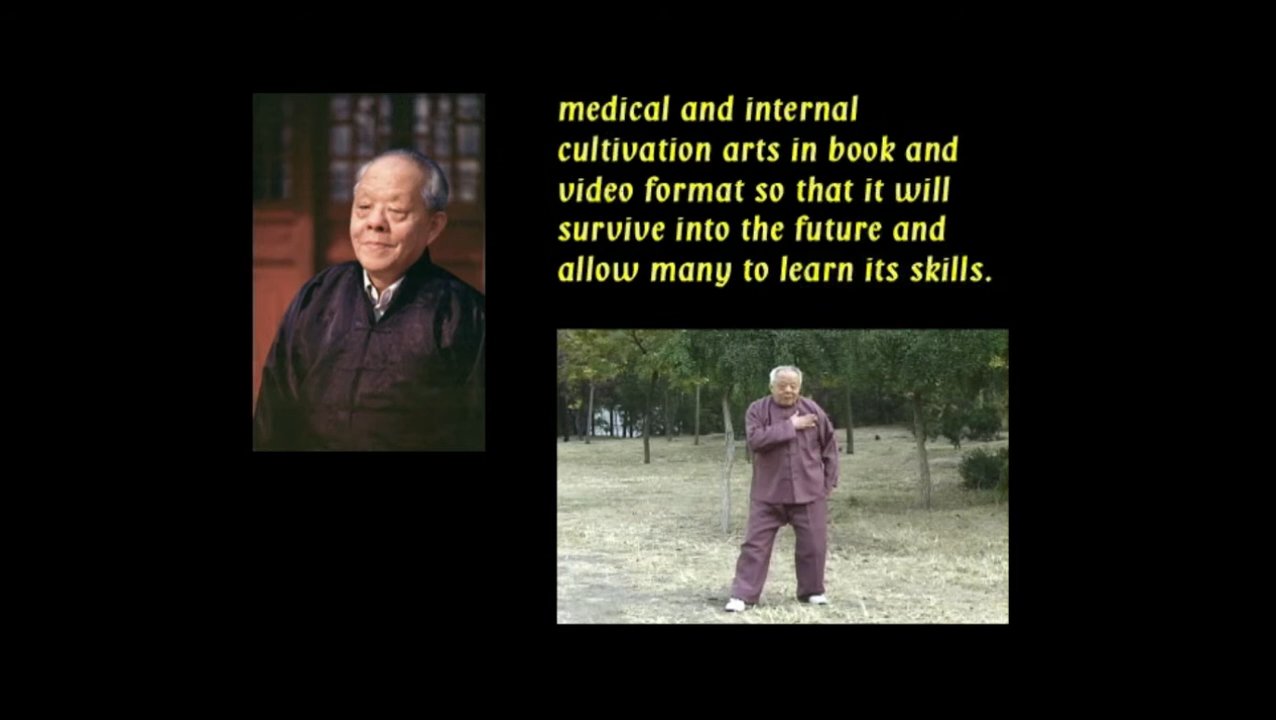 medical and internal
cultivation arts in book and
video format so that it will
survive into the future and
allow many to learn its skills.